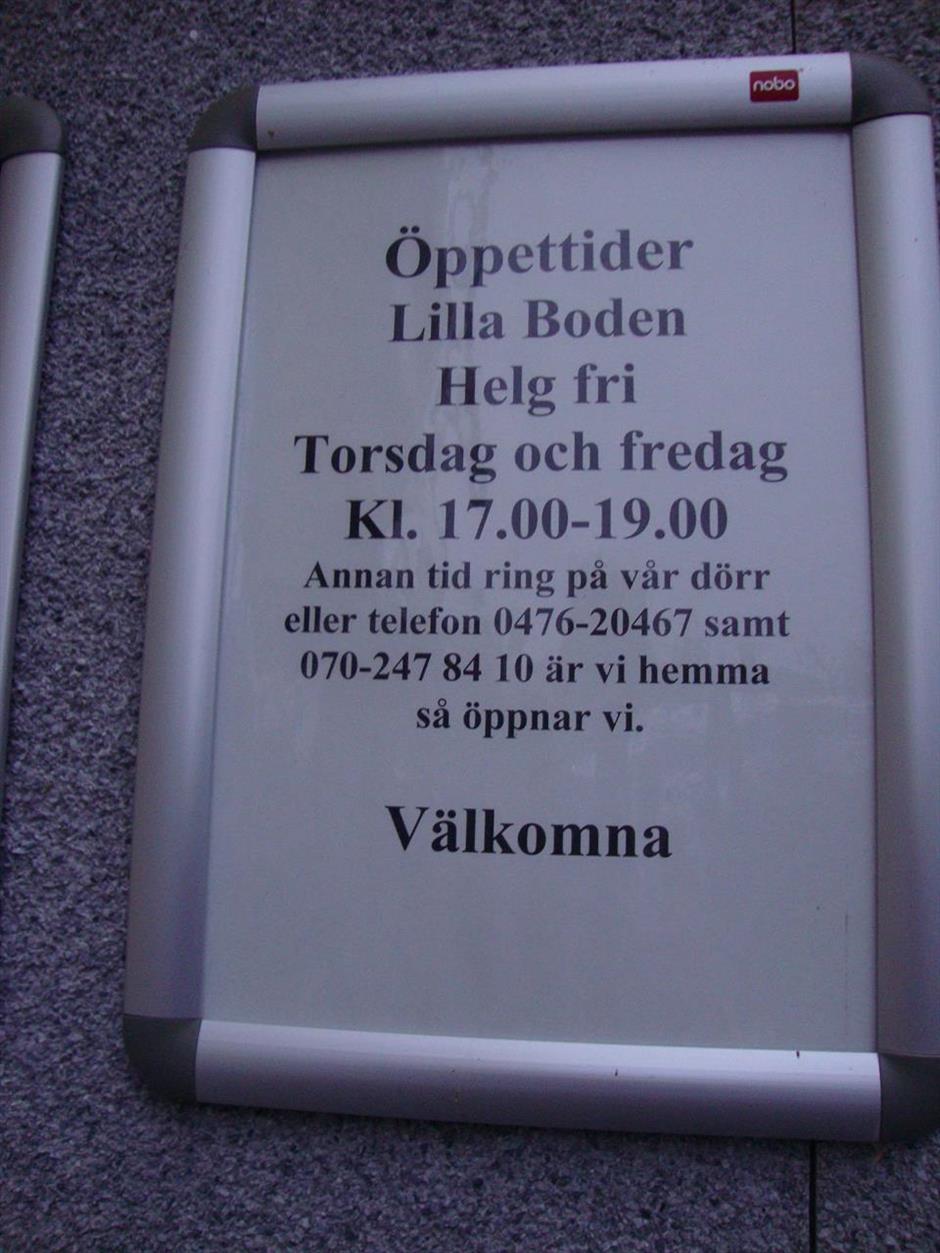 nobo
Öppettider
Lilla Boden
Helg fri
Torsdag och fredag
Kl. 17.00-19.00
Annan tid ring på vår dörr
eller telefon 0476-20467 samt
070-247 84 10 är vi hemma
så öppnar vi.
Välkomna